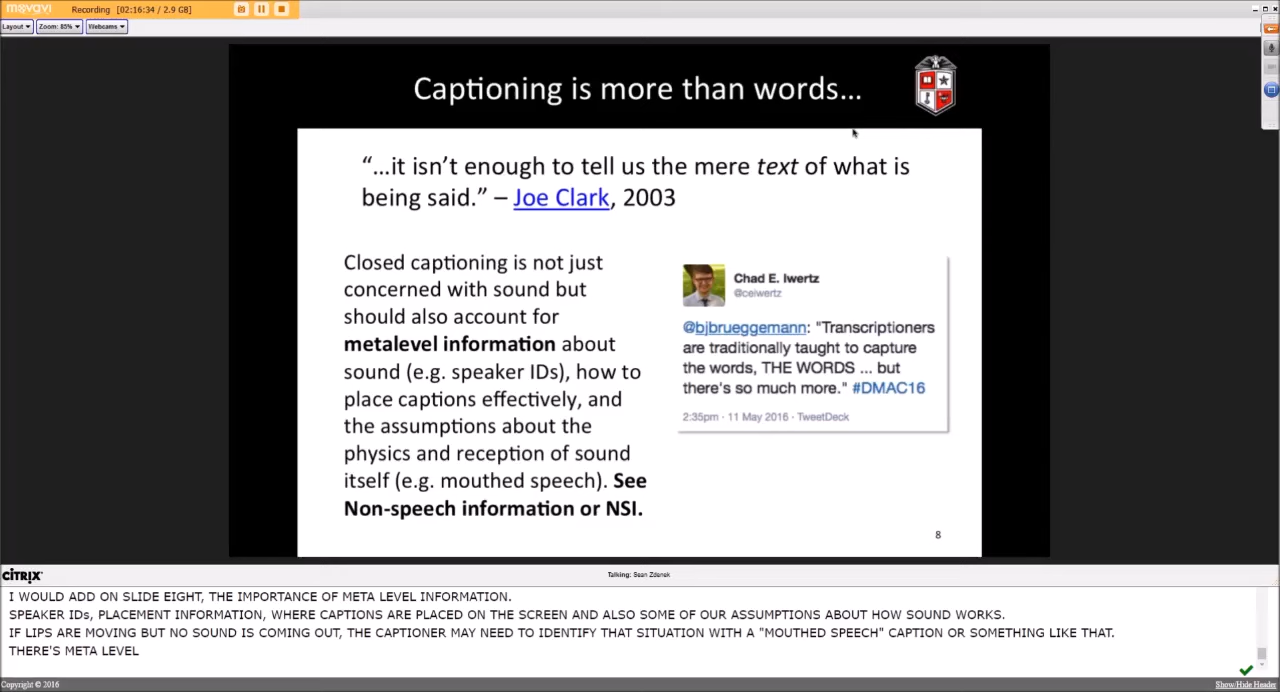 movavi Recording [02:16:34 / 2.9 GB]
Layout Zoom: 85% Webcams
Captioning is more than words…
“…it isn’t enough to tell us the mere text of what is
being said.” – Joe Clark, 2003
Closed captioning is not just
concerned with sound but
should also account for
metalevel information about
sound (e.g. speaker IDs), how to
place captions effectively, and
the assumptions about the
physics and reception of sound
itself (e.g. mouthed speech). See
Non-speech information or NSI.
Chad E. Iwertz
@ceiwertz
@bjbrueggemann: "Transcriptioners
are traditionally taught to capture
the words, THE WORDS ... but
there's so much more." #DMAC16
2:35pm · 11 May 2016 · TweetDeck
8
CITRIX
Talking: Sean Zdenek
I WOULD ADD ON SLIDE EIGHT, THE IMPORTANCE OF META LEVEL INFORMATION.
SPEAKER IDs, PLACEMENT INFORMATION, WHERE CAPTIONS ARE PLACED ON THE SCREEN AND ALSO SOME OF OUR ASSUMPTIONS ABOUT HOW SOUND WORKS.
IF LIPS ARE MOVING BUT NO SOUND IS COMING OUT, THE CAPTIONER MAY NEED TO IDENTIFY THAT SITUATION WITH A "MOUTHED SPEECH" CAPTION OR SOMETHING LIKE THAT.
THERE'S META LEVEL
Copyright © 2016
Show/Hide Header